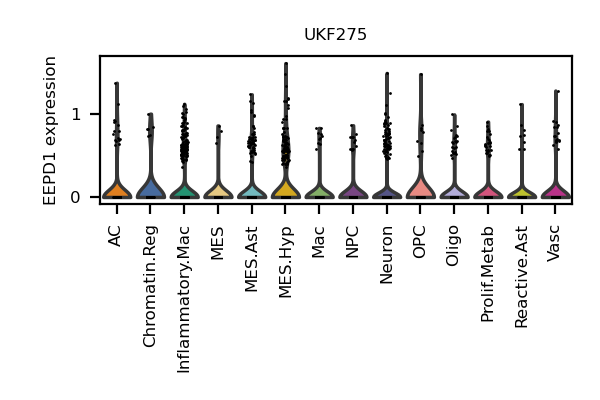 UKF275
EEPD1 expression
1
0
AC
Chromatin.Reg
Inflammatory.Mac
MES
MES.Ast
MES.Hyp
Mac
NPC
Neuron
OPC
Oligo
Prolif.Metab
Reactive.Ast
Vasc